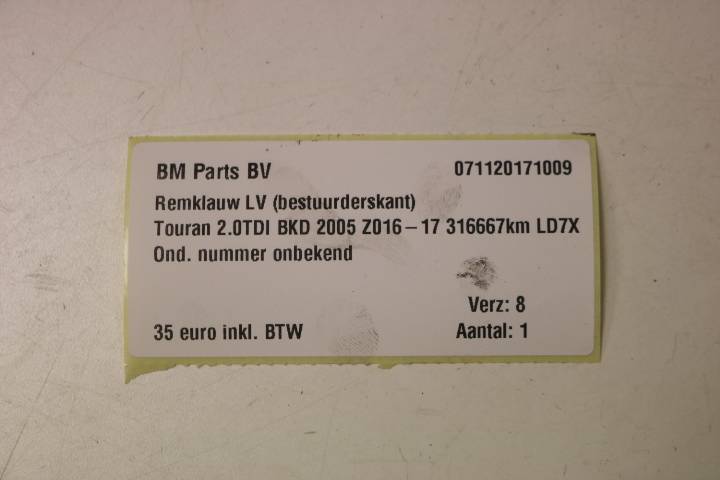 BM Parts BV 071120171009
Remklauw LV (bestuurderskant)
Touran 2.0TDI BKD 2005 Z016 – 17 316667km LD7X
Ond. nummer onbekend
Verz: 8
35 euro inkl. BTW Aantal: 1